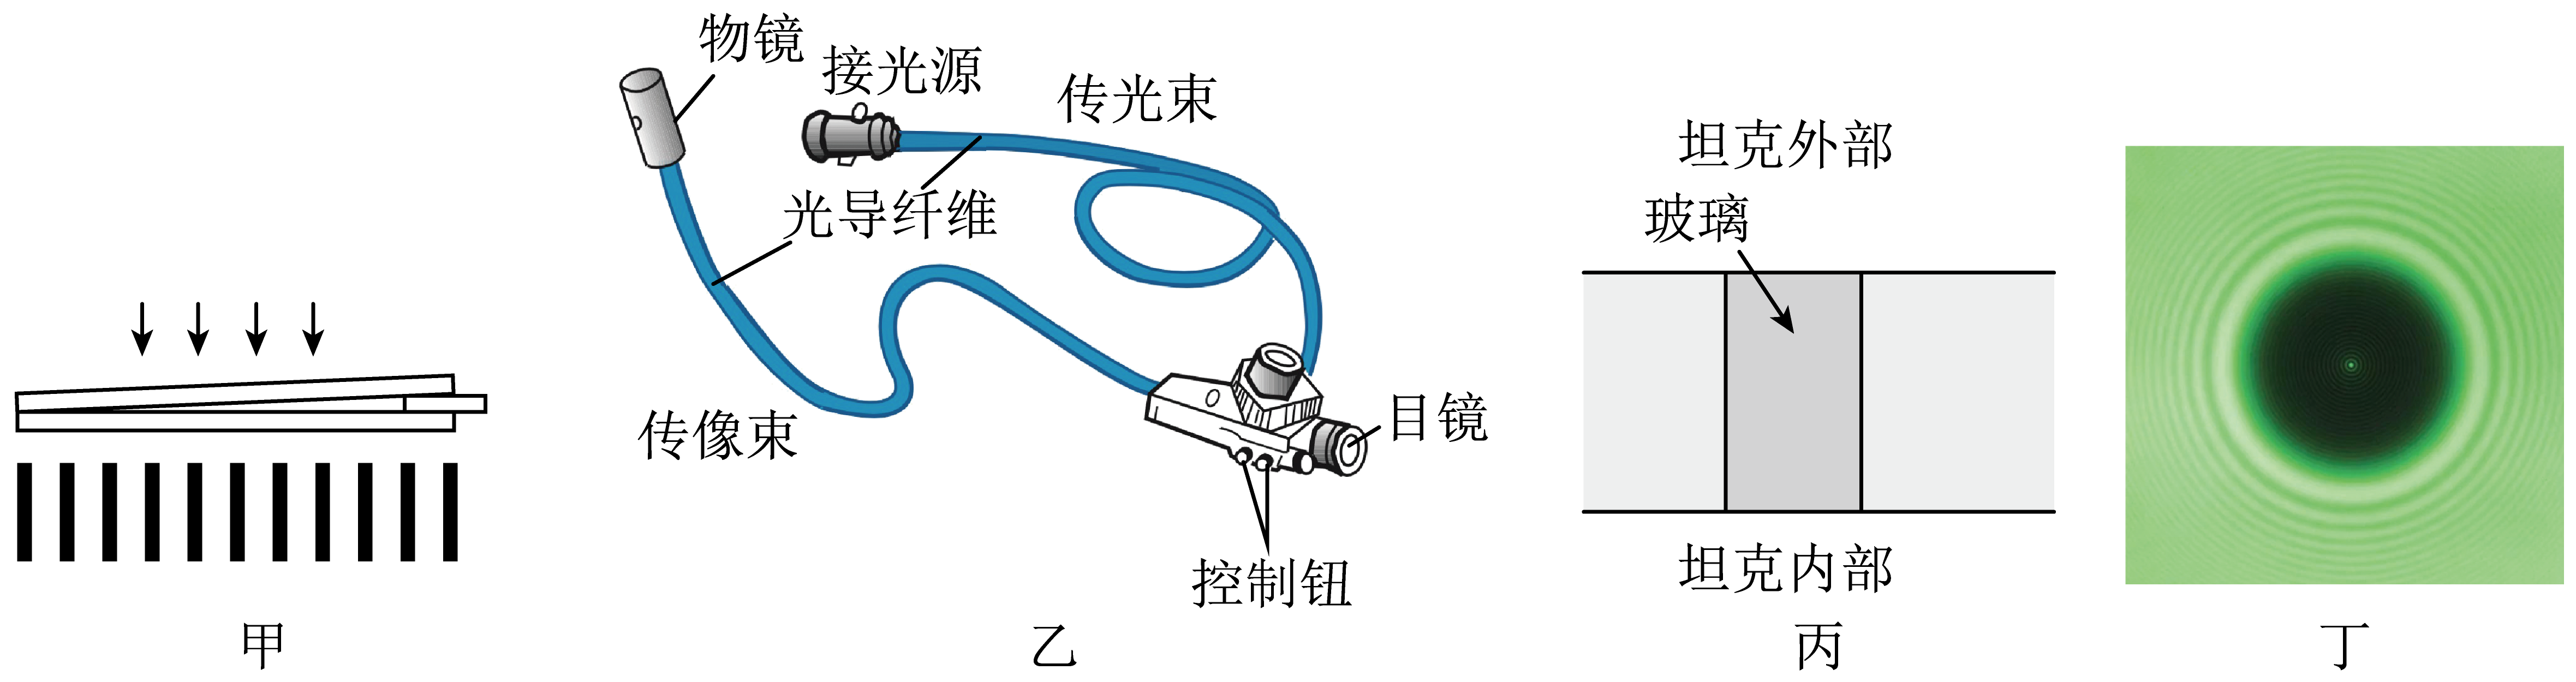 物镜
接光源
传光束
光导纤维
传像束
目镜
控制钮
坦克外部
玻璃
坦克内部
甲
乙
丙
丁